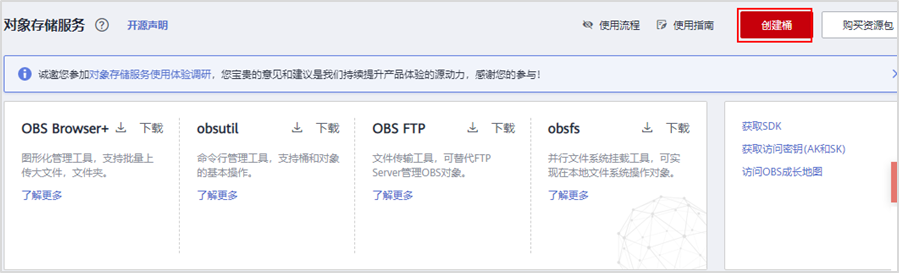 对象存储服务 ? 开源声明 使用流程 使用指南 创建桶 购买资源包
诚邀您参加对象存储服务使用体验调研，您宝贵的意见和建议是我们持续提升产品体验的源动力，感谢您的参与！
OBS Browser+ 下载
图形化管理工具，支持批量上
传大文件，文件夹。
了解更多
obsutil 下载
命令行管理工具，支持桶和对象
的基本操作。
了解更多
OBS FTP 下载
文件传输工具，可替代FTP
Server管理OBS对象。
了解更多
obsfs 下载
并行文件系统挂载工具，可实
现在本地文件系统操作对象。
了解更多
获取SDK
获取访问密钥(AK和SK)
访问OBS成长地图